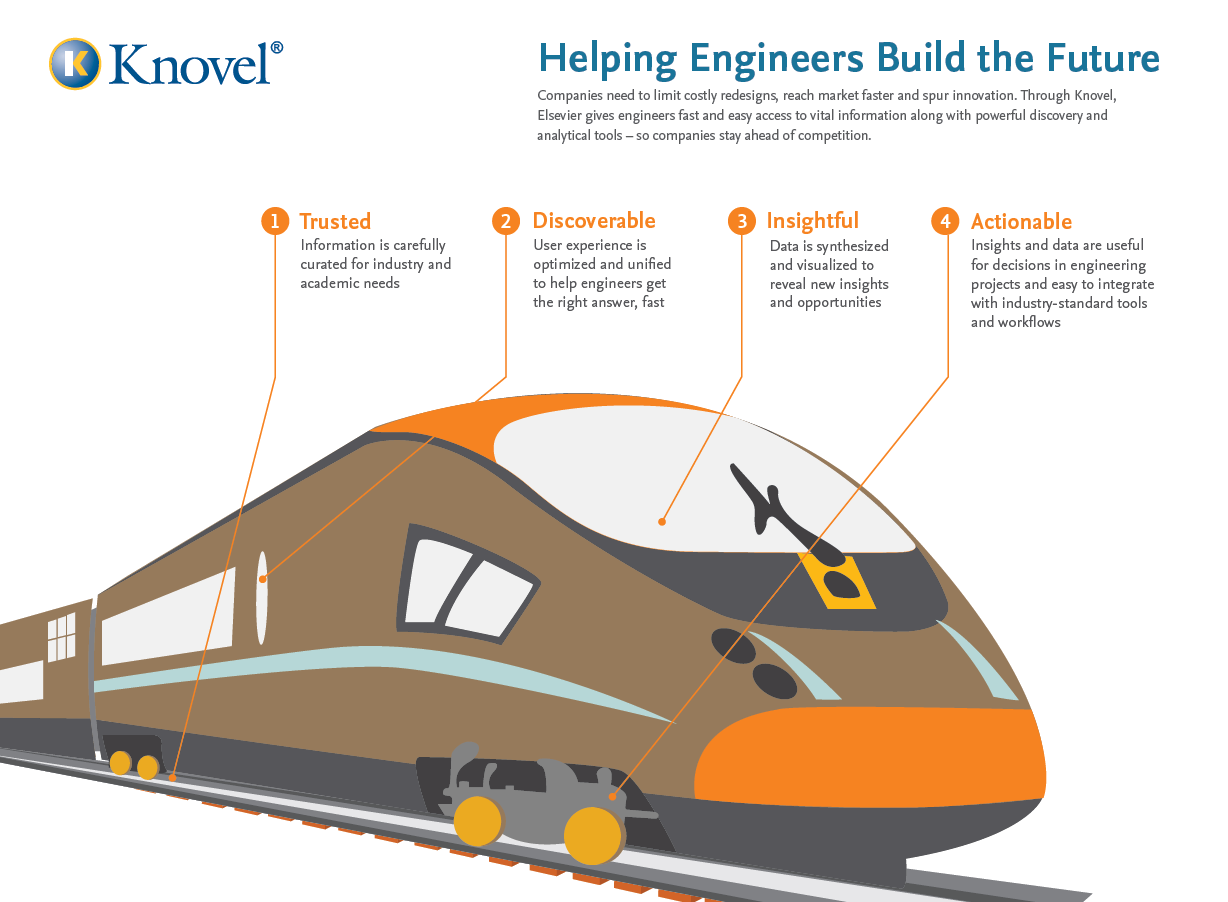 Knovel®
Helping Engineers Build the Future
Companies need to limit costly redesigns, reach market faster and spur innovation. Through Knovel,
Elsevier gives engineers fast and easy access to vital information along with powerful discovery and
analytical tools – so companies stay ahead of competition.
1 Trusted
Information is carefully
curated for industry and
academic needs
2 Discoverable
User experience is
optimized and unified
to help engineers get
the right answer, fast
3 Insightful
Data is synthesized
and visualized to
reveal new insights
and opportunities
4 Actionable
Insights and data are useful
for decisions in engineering
projects and easy to integrate
with industry-standard tools
and workflows